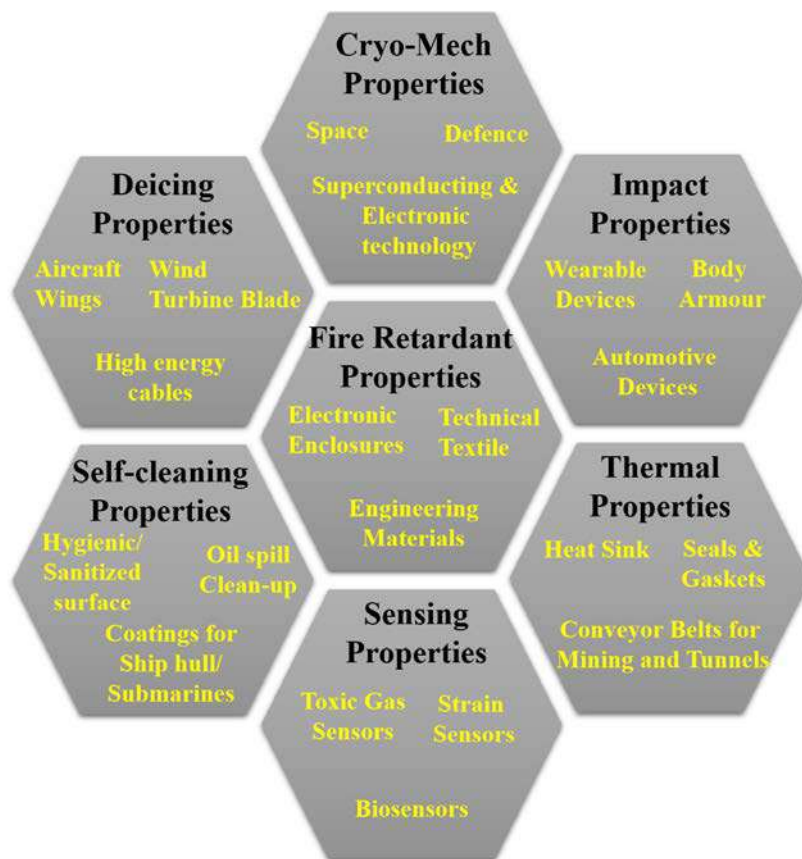 Cryo-Mech
Properties
Space
Defence
Superconducting &
Electronic
technology
Deicing
Properties
Aircraft
Wings
Wind
Turbine Blade
High energy
cables
Impact
Properties
Wearable
Devices
Body
Armour
Automotive
Devices
Fire Retardant
Properties
Electronic
Enclosures
Technical
Textile
Engineering
Materials
Self-cleaning
Properties
Hygienic/
Sanitized
surface
Oil spill
Clean-up
Coatings for
Ship hull/
Submarines
Thermal
Properties
Heat Sink
Seals &
Gaskets
Conveyor Belts for
Mining and Tunnels
Sensing
Properties
Toxic Gas
Sensors
Strain
Sensors
Biosensors